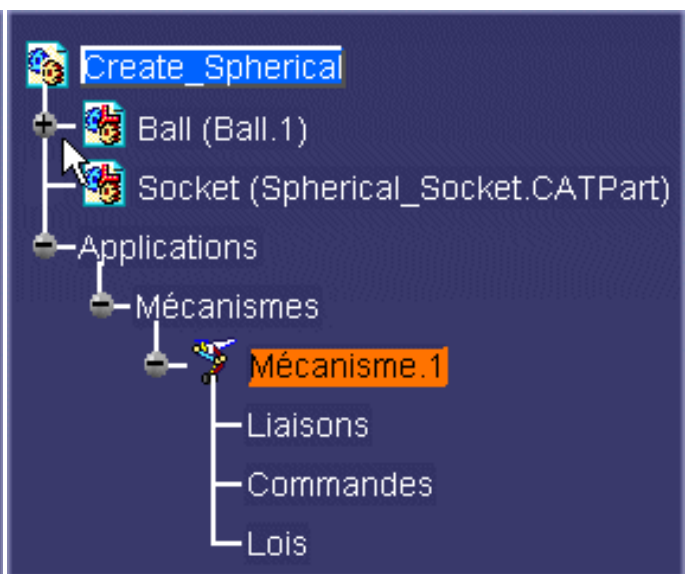 Create_Spherical
Ball (Ball.1)
Socket (Spherical_Socket.CATPart)
Applications
Mécanismes
Mécanisme.1
Liaisons
Commandes
Lois